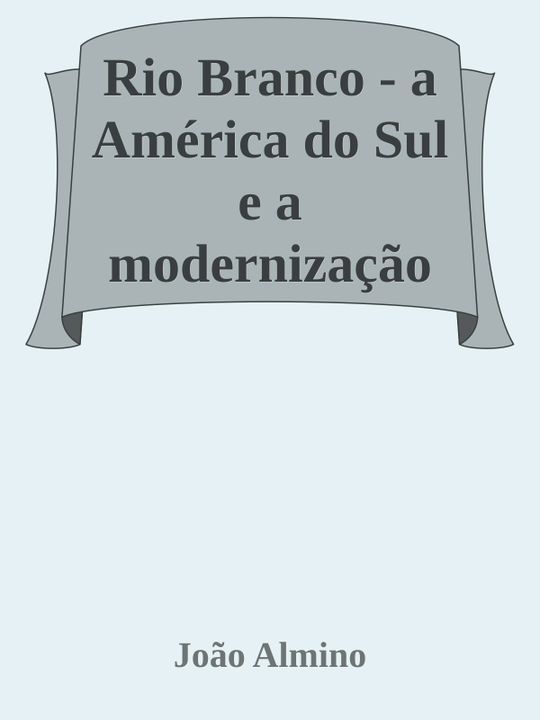 Rio Branco - a
América do Sul
e a
modernização
João Almino